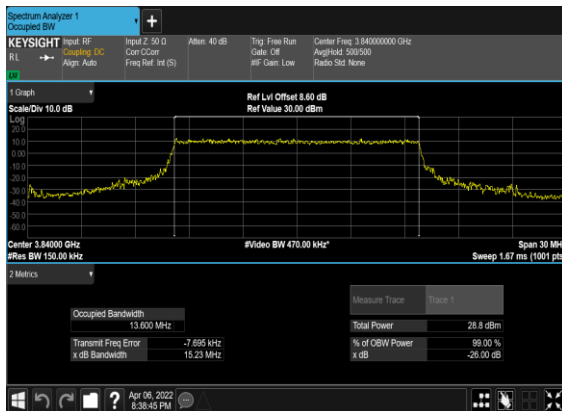 Spectrum Analyzer 1
Occupied BW
KEYSIGHT
RL
Input: RF
Coupling: DC
Align: Auto
Input Z: 50 Ω
Corr CCorr
Freq Ref: Int (S)
Atten: 40 dB
Trig: Free Run
Gate: Off
#IF Gain: Low
Center Freq: 3.840000000 GHz
Avg|Hold: 500/500
Radio Std: None
1 Graph
Scale/Div 10.0 dB
Ref Lvl Offset 8.60 dB
Ref Value 30.00 dBm
Log
20.0
10.0
0.00
-10.0
-20.0
-30.0
-40.0
-50.0
-60.0
Center 3.84000 GHz
#Res BW 150.00 kHz
#Video BW 470.00 kHz*
Span 30 MH
Sweep 1.67 ms (1001 pts
2 Metrics
Measure Trace
Trace 1
Occupied Bandwidth
13.600 MHz
Total Power
28.8 dBm
Transmit Freq Error
-7.695 kHz
% of OBW Power
99.00 %
x dB Bandwidth
15.23 MHz
x dB
-26.00 dB
Apr 06, 2022
8:38:45 PM